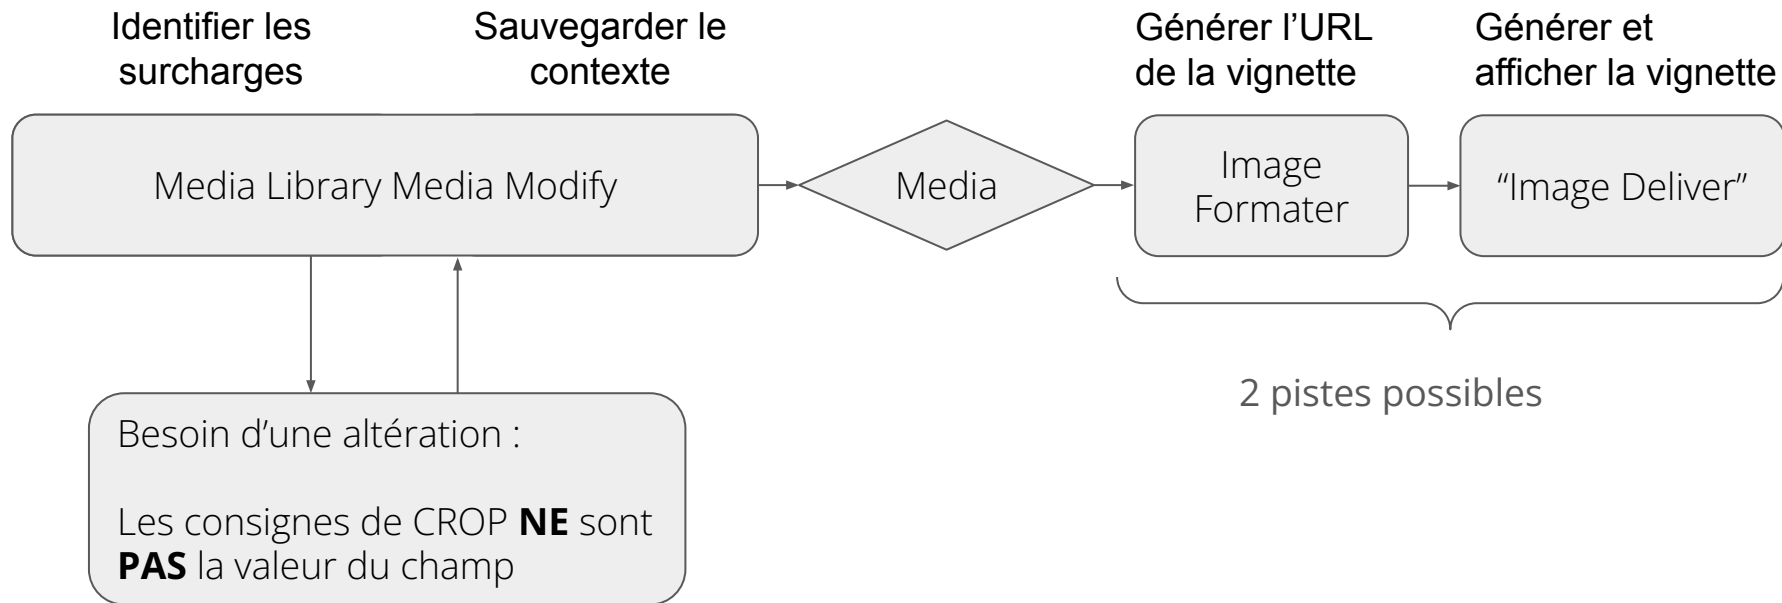 Identifier les
surcharges
Sauvegarder le
contexte
Générer l’URL
de la vignette
Générer et
afficher la vignette
Media Library Media Modify
Media
Image
Formater
“Image Deliver”
2 pistes possibles
Besoin d’une altération :
Les consignes de CROP NE sont
PAS la valeur du champ